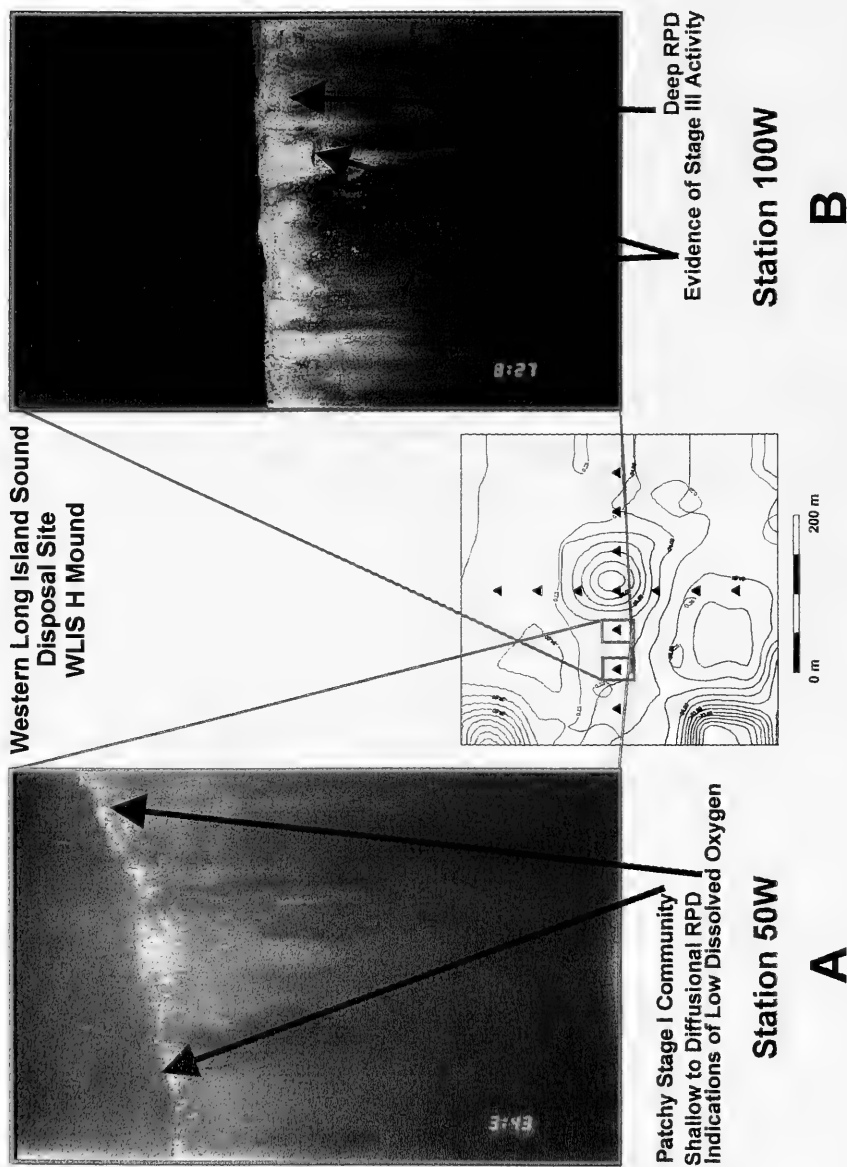 Western Long Island Sound
Disposal Site
WLIS H Mound
3:43
Patchy Stage I Community
Shallow to Diffusional RPD
Indications of Low Dissolved Oxygen
Station 50W
A
0 m
200 m
8:27
Deep RPD
Evidence of Stage III Activity
Station 100W
B